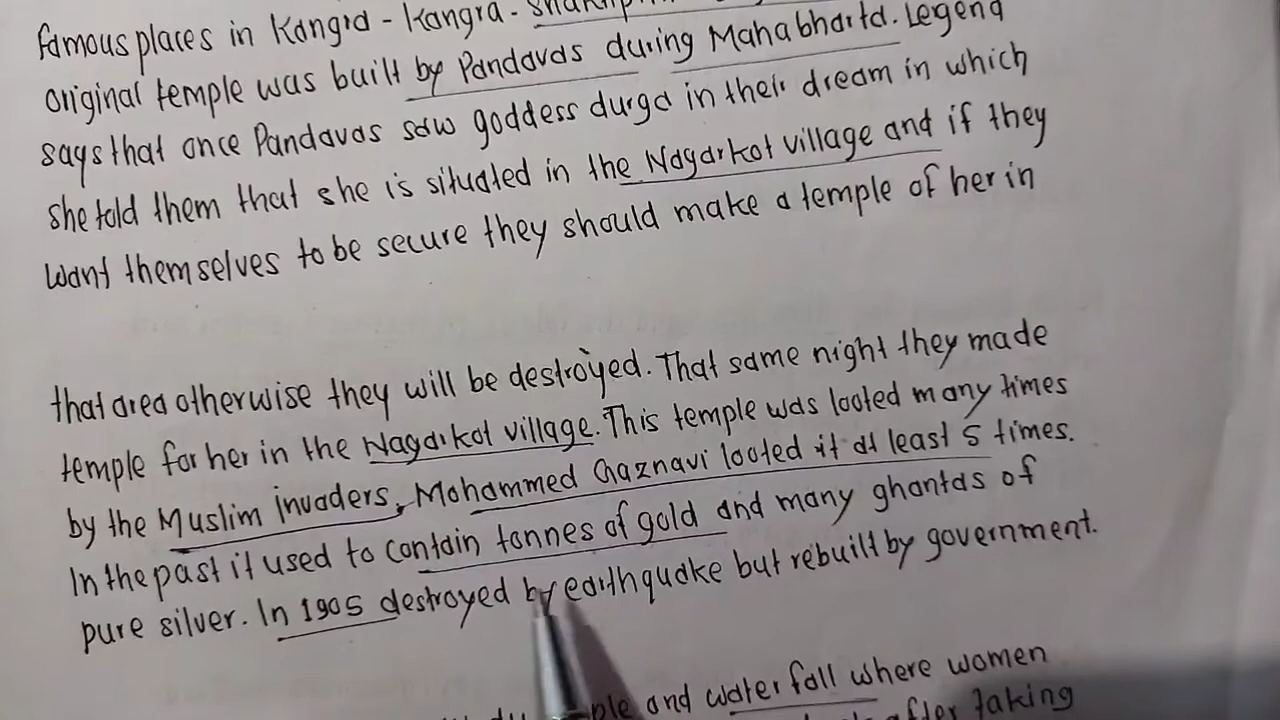 famous places in Kangra - Kangra -
original temple was built by Pandavas during Mahabharta. Legend
says that once Pandavas saw goddess durga in their dream in which
she told them that she is situated in the Nagarkot village and if they
want themselves to be secure they should make a temple of her in
that area otherwise they will be destroyed. That same night they made
temple for her in the Nagarkot village. This temple was looted many times
by the Muslim invaders, Mohammed Gaznavi looted it at least 5 times.
In the past it used to contain tonnes of gold and many ghantas of
pure silver. In 1905 destroyed by earthquake but rebuilt by government.
and water fall where women
after taking